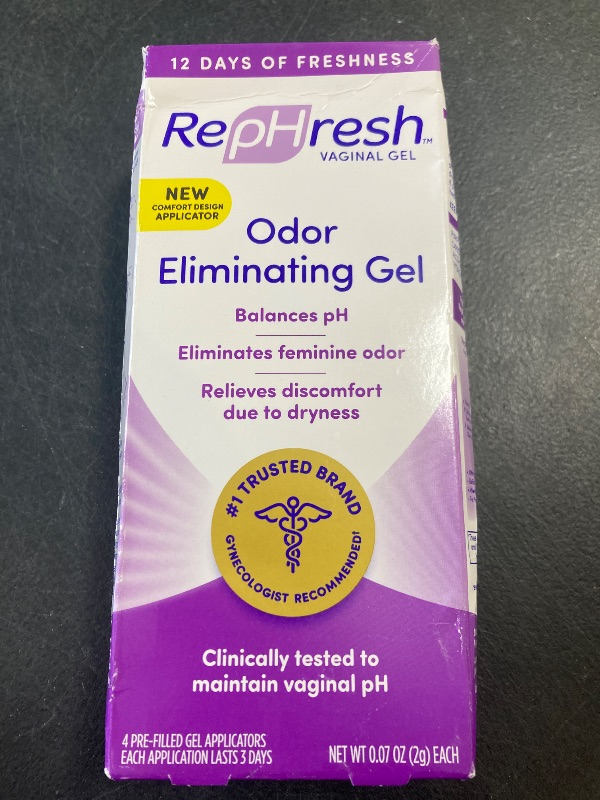 12 DAYS OF FRESHNESS
RepHresh™
VAGINAL GEL
NEW
COMFORT DESIGN
APPLICATOR
Odor
Eliminating Gel
Balances pH
Eliminates feminine odor
Relieves discomfort
due to dryness
#1 TRUSTED BRAND
GYNECOLOGIST RECOMMENDED†
Clinically tested to
maintain vaginal pH
4 PRE-FILLED GEL APPLICATORS
EACH APPLICATION LASTS 3 DAYS
NET WT 0.07 OZ (2g) EACH